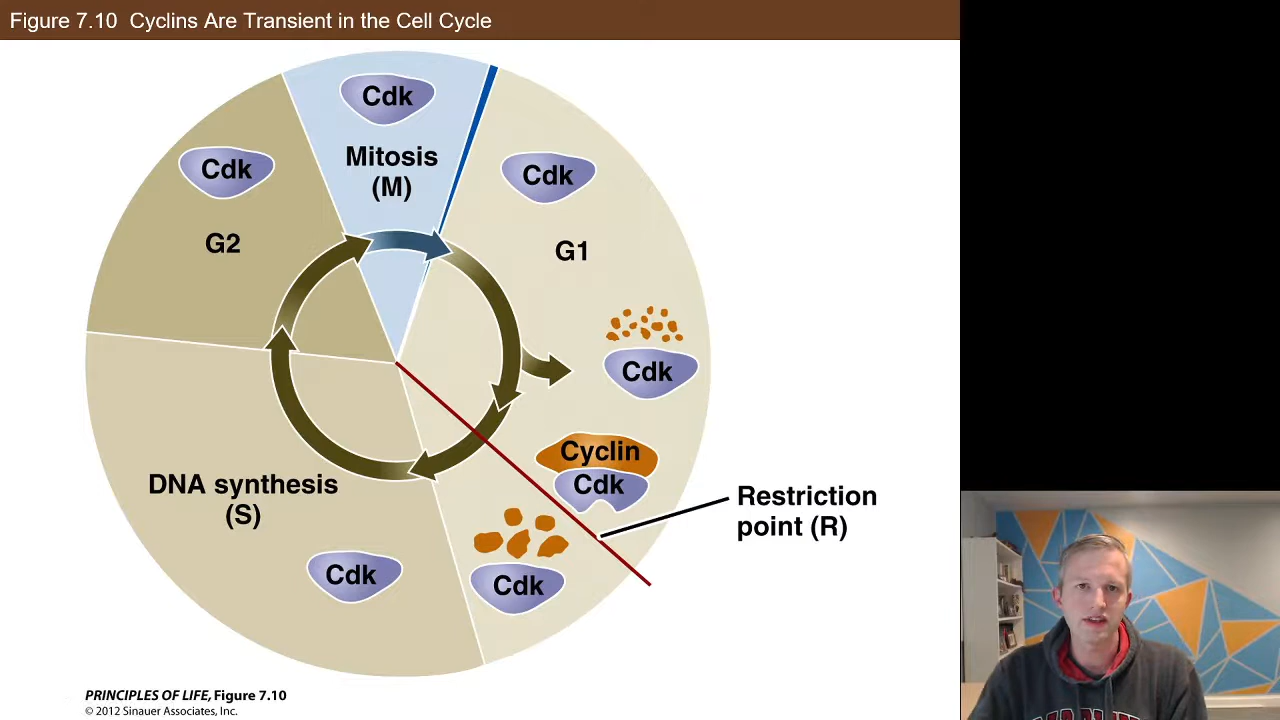 Figure 7.10 Cyclins Are Transient in the Cell Cycle
Cdk
Mitosis
(M)
Cdk
G2
Cdk
G1
Cdk
Cyclin
Cdk
Restriction
point (R)
Cdk
DNA synthesis
(S)
Cdk
PRINCIPLES OF LIFE, Figure 7.10
© 2012 Sinauer Associates, Inc.